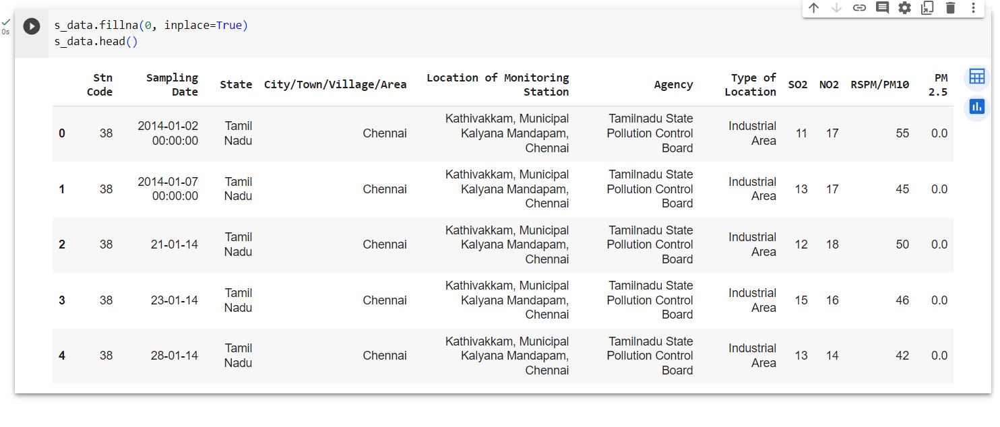 0s
s_data.fillna(0, inplace=True)
s_data.head()
Stn Code Sampling Date State City/Town/Village/Area Location of Monitoring Station Agency Type of Location SO2 NO2 RSPM/PM10 PM 2.5
0 38 2014-01-02 00:00:00 Tamil Nadu Chennai Kathivakkam, Municipal Kalyana Mandapam, Chennai Tamilnadu State Pollution Control Board Industrial Area 11 17 55 0.0
1 38 2014-01-07 00:00:00 Tamil Nadu Chennai Kathivakkam, Municipal Kalyana Mandapam, Chennai Tamilnadu State Pollution Control Board Industrial Area 13 17 45 0.0
2 38 21-01-14 Tamil Nadu Chennai Kathivakkam, Municipal Kalyana Mandapam, Chennai Tamilnadu State Pollution Control Board Industrial Area 12 18 50 0.0
3 38 23-01-14 Tamil Nadu Chennai Kathivakkam, Municipal Kalyana Mandapam, Chennai Tamilnadu State Pollution Control Board Industrial Area 15 16 46 0.0
4 38 28-01-14 Tamil Nadu Chennai Kathivakkam, Municipal Kalyana Mandapam, Chennai Tamilnadu State Pollution Control Board Industrial Area 13 14 42 0.0